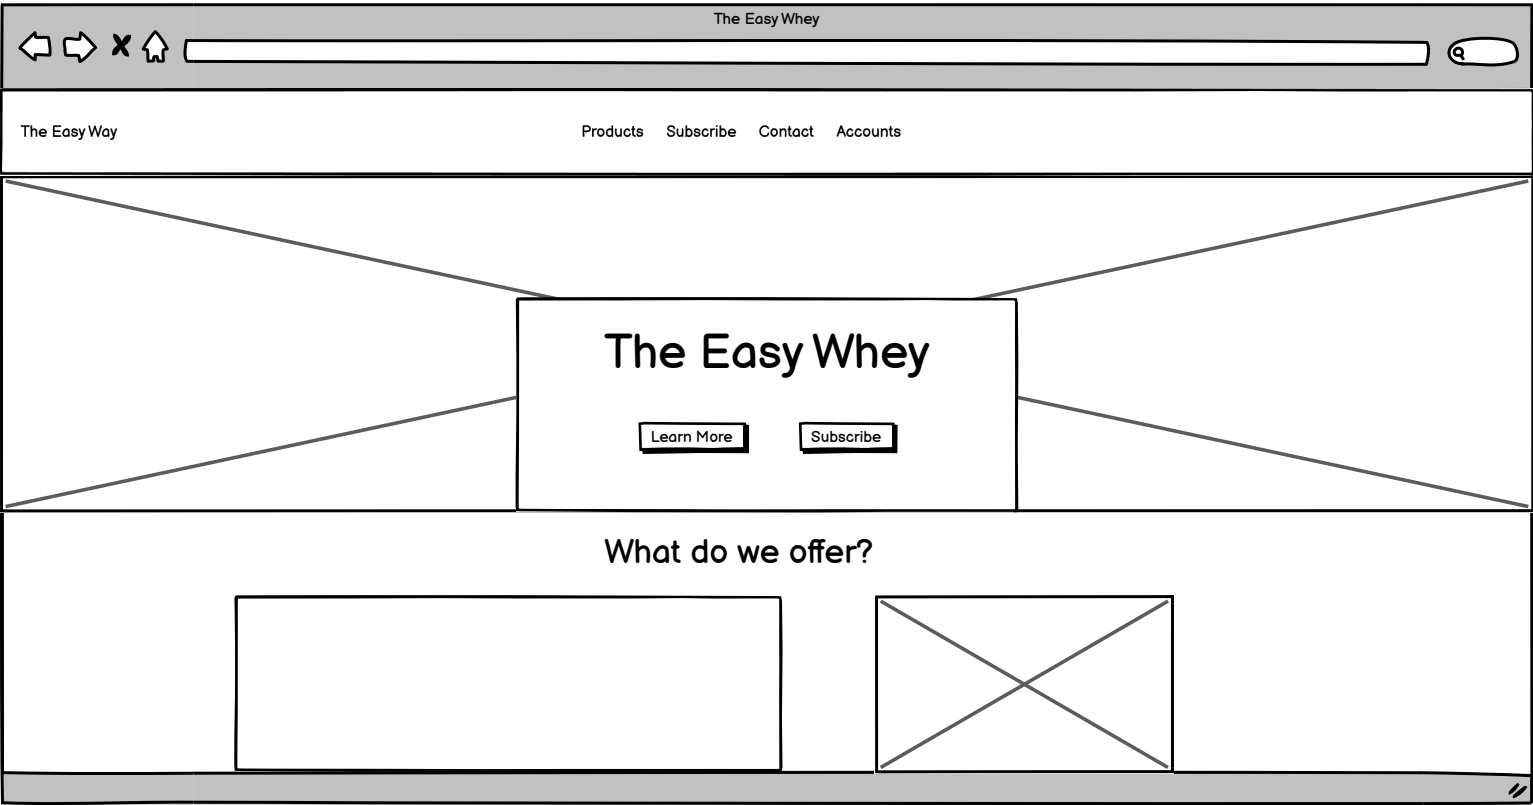 The Easy Whey
The Easy Way
Products Subscribe Contact Accounts
The Easy Whey
Learn More Subscribe
What do we offer?